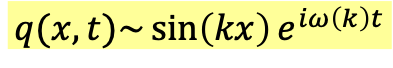 q(x, t)~ sin(kx) e^{iω(k)t}